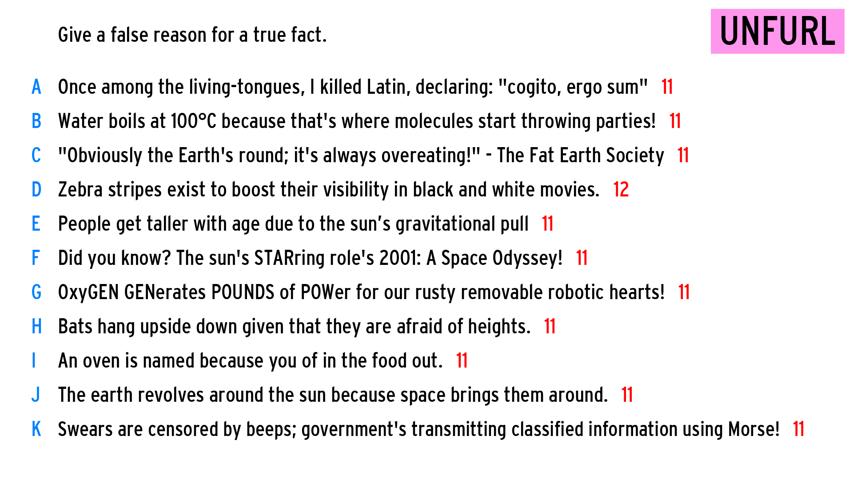 Give a false reason for a true fact.
UNFURL
A Once among the living-tongues, I killed Latin, declaring: "cogito, ergo sum" 11
B Water boils at 100°C because that's where molecules start throwing parties! 11
C "Obviously the Earth's round; it's always overeating!" - The Fat Earth Society 11
D Zebra stripes exist to boost their visibility in black and white movies. 12
E People get taller with age due to the sun’s gravitational pull 11
F Did you know? The sun's STARring role's 2001: A Space Odyssey! 11
G OxyGEN GENerates POUNDS of POWer for our rusty removable robotic hearts! 11
H Bats hang upside down given that they are afraid of heights. 11
I An oven is named because you of in the food out. 11
J The earth revolves around the sun because space brings them around. 11
K Swears are censored by beeps; government's transmitting classified information using Morse! 11